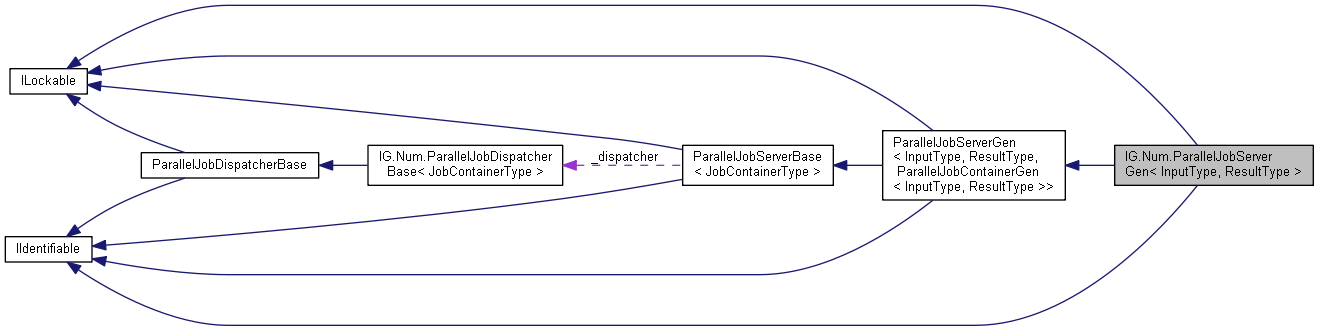 ILockable
ParallelJobDispatcherBase
IIdentifiable
IG.Num.ParallelJobDispatcher
Base< JobContainerType >
_dispatcher
ParallelJobServerBase
< JobContainerType >
ParallelJobServerGen
< InputType, ResultType,
ParallelJobContainerGen
< InputType, ResultType >>
IG.Num.ParallelJobServer
Gen< InputType, ResultType >